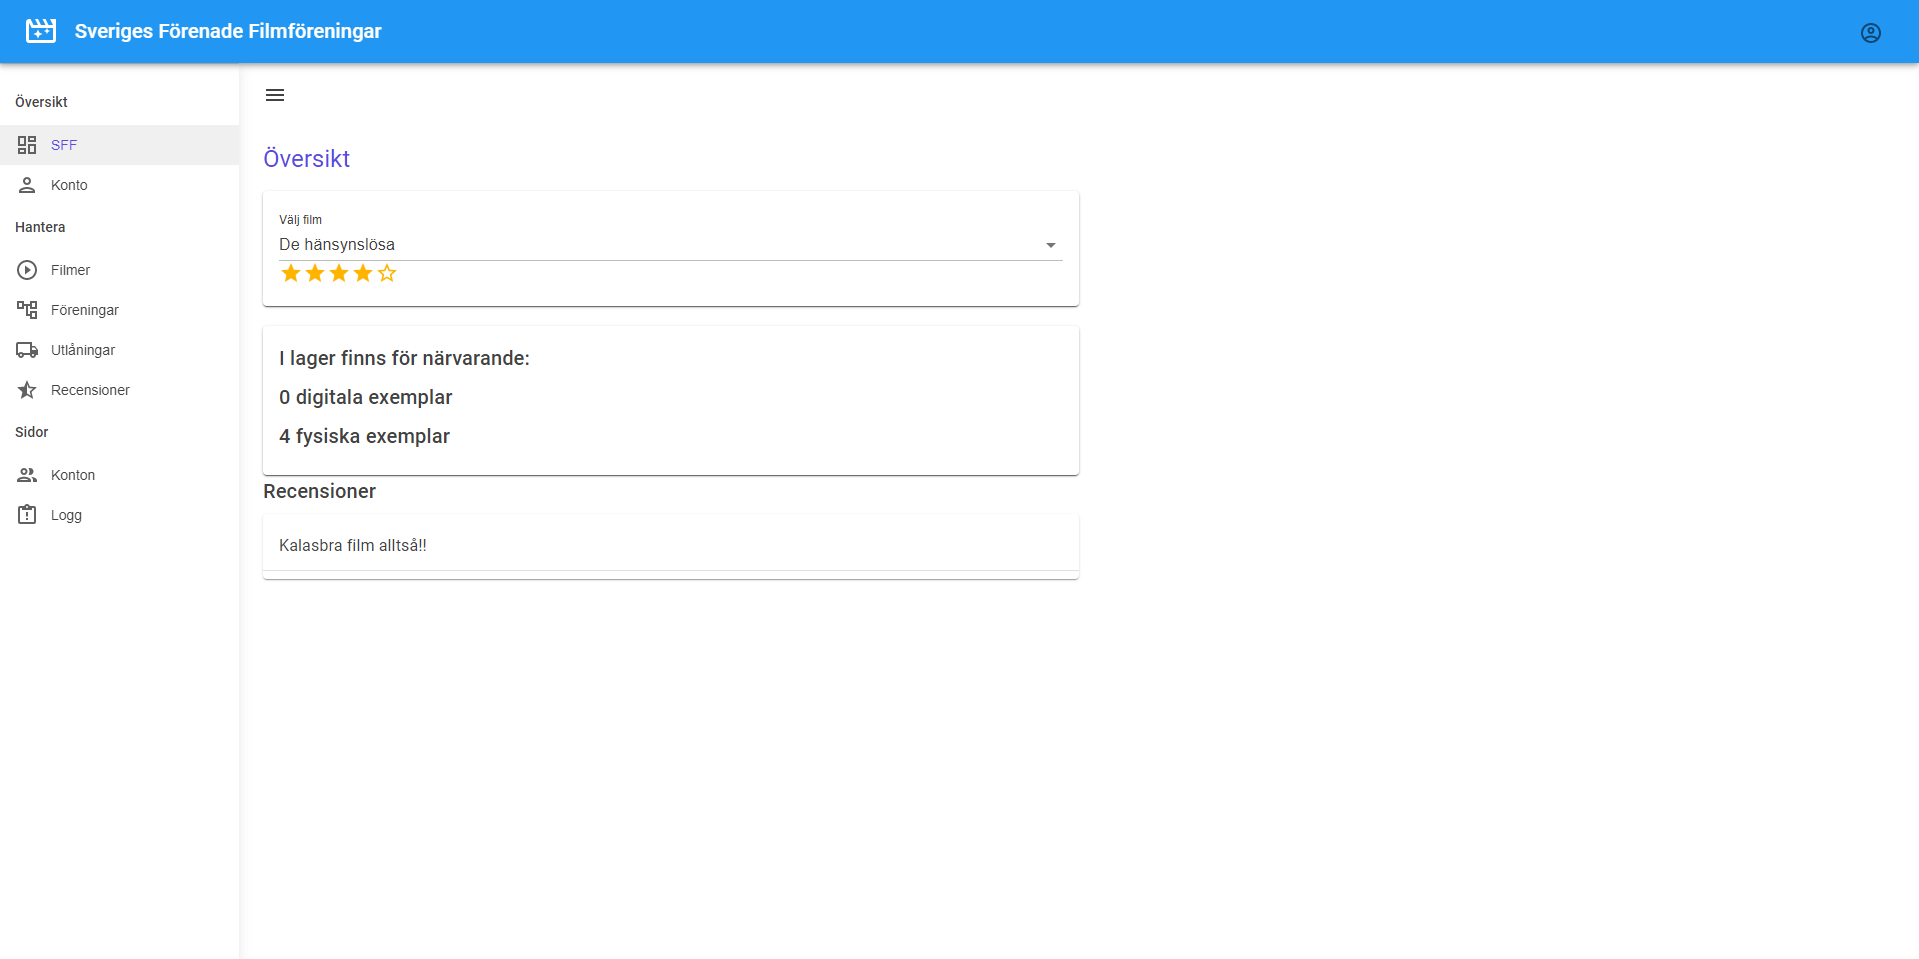 Sveriges Förenade Filmföreningar
Översikt
SFF
Konto
Hantera
Filmer
Föreningar
Utlåningar
Recensioner
Sidor
Konton
Logg
Översikt
Välj film
De hänsynslösa
I lager finns för närvarande:
0 digitala exemplar
4 fysiska exemplar
Recensioner
Kalasbra film alltså!!